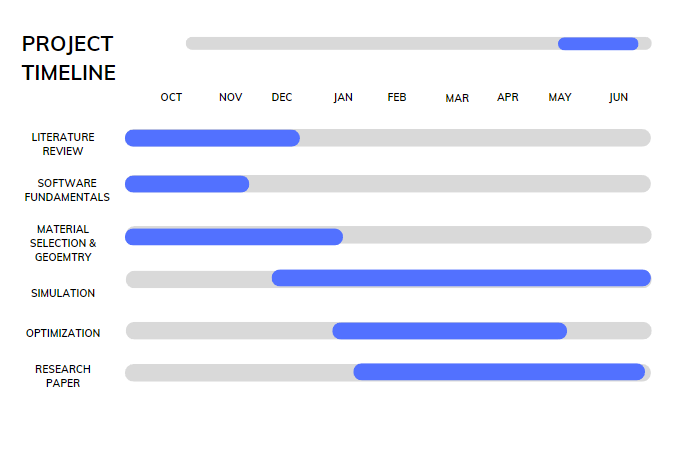 PROJECT
TIMELINE
OCT NOV DEC JAN FEB MAR APR MAY JUN
LITERATURE
REVIEW
SOFTWARE
FUNDAMENTALS
MATERIAL
SELECTION &
GEOEMTRY
SIMULATION
OPTIMIZATION
RESEARCH
PAPER